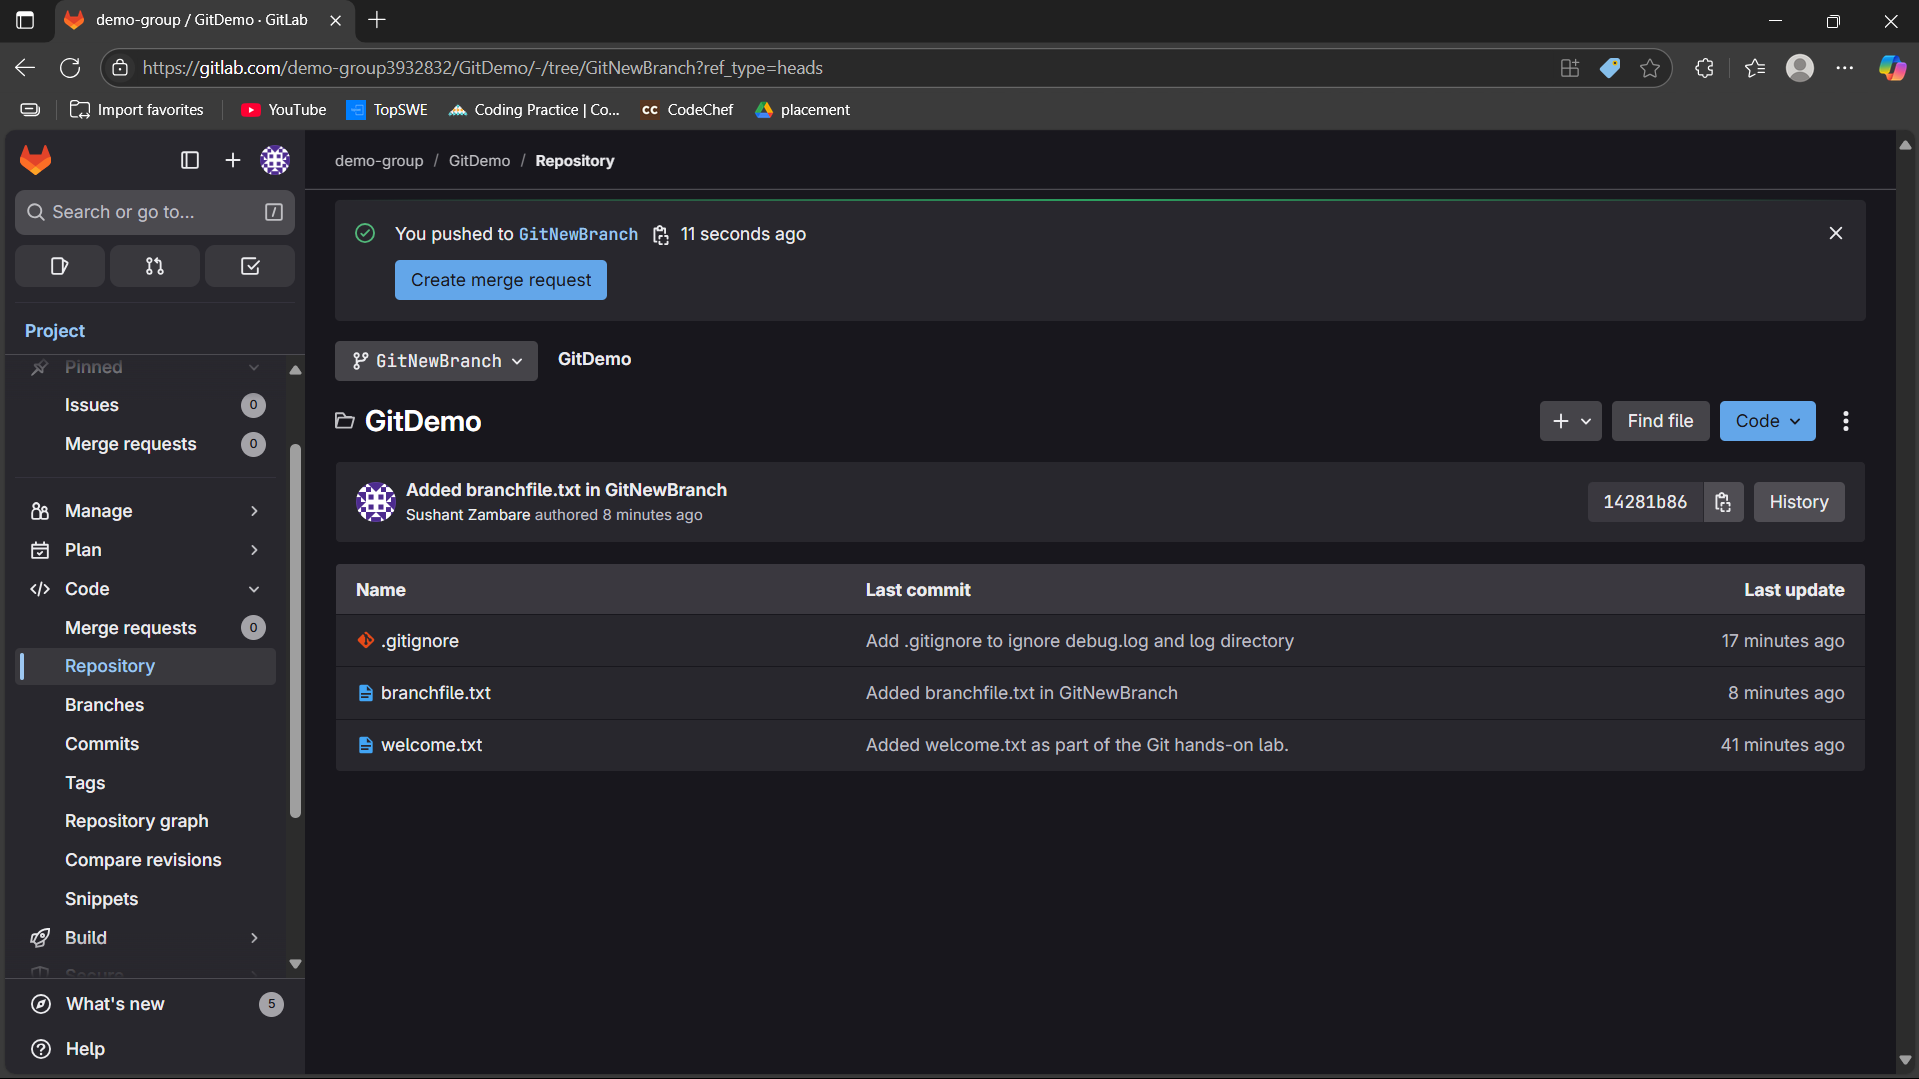 demo-group / GitDemo · GitLab
https://gitlab.com/demo-group3932832/GitDemo/-/tree/GitNewBranch?ref_type=heads
Import favorites
YouTube
TopSWE
Coding Practice | Co...
cc CodeChef
placement
demo-group / GitDemo / Repository
Search or go to... /
You pushed to GitNewBranch 11 seconds ago
Create merge request
Project
GitNewBranch
GitDemo
Pinned
Issues 0
Merge requests 0
GitDemo
+
Find file
Code
Added branchfile.txt in GitNewBranch
Sushant Zambare authored 8 minutes ago
14281b86
History
Manage
Plan
Code
Merge requests 0
Repository
Branches
Commits
Tags
Repository graph
Compare revisions
Snippets
Build
Secure
What's new 5
Help
Name Last commit Last update
.gitignore Add .gitignore to ignore debug.log and log directory 17 minutes ago
branchfile.txt Added branchfile.txt in GitNewBranch 8 minutes ago
welcome.txt Added welcome.txt as part of the Git hands-on lab. 41 minutes ago